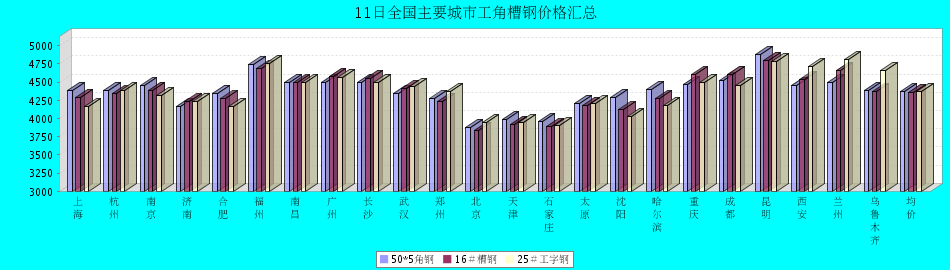 11日全国主要城市工角槽钢价格汇总
5000
4750
4500
4250
4000
3750
3500
3250
3000
上海
杭州
南京
济南
合肥
福州
南昌
广州
长沙
武汉
郑州
北京
天津
石家庄
太原
沈阳
哈尔滨
重庆
成都
昆明
西安
兰州
乌鲁木齐
均价
50*5角钢
16#槽钢
25#工字钢